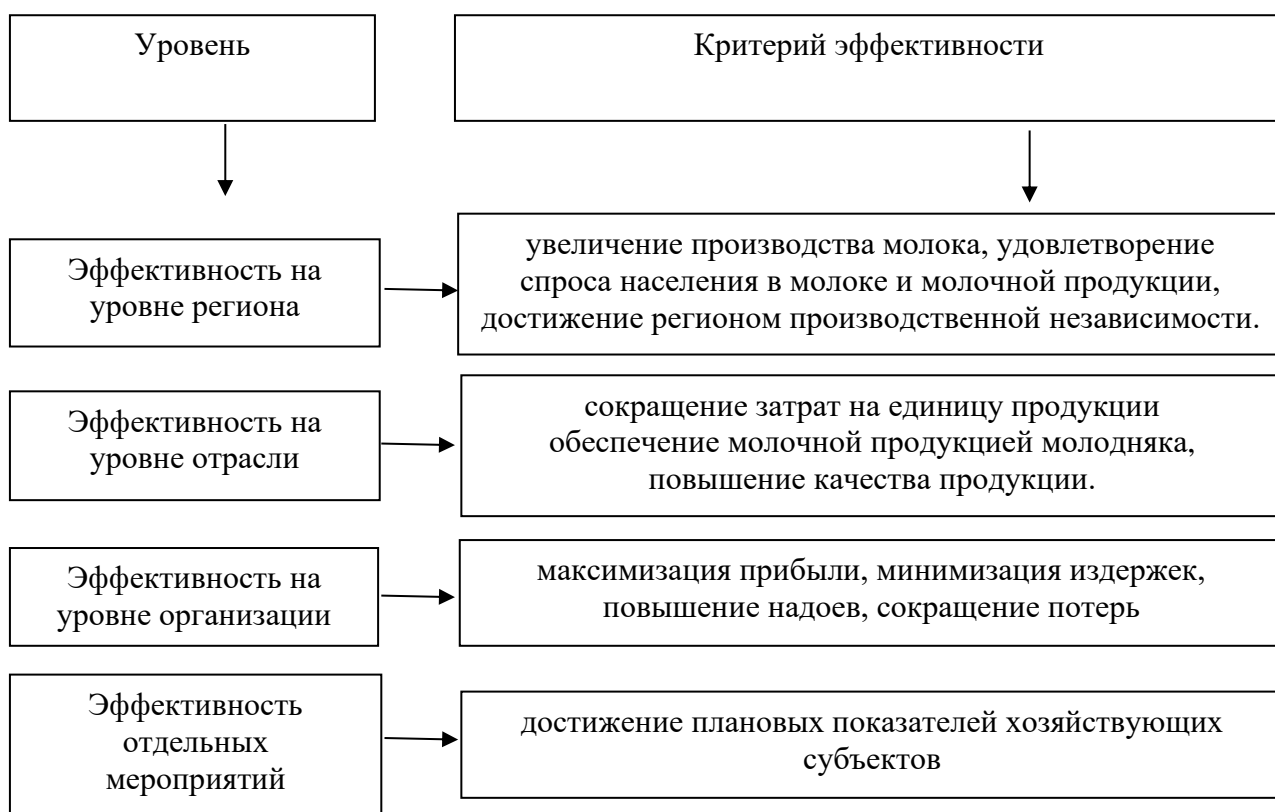 Уровень
Критерий эффективности
Эффективность на
уровне региона
увеличение производства молока, удовлетворение
спроса населения в молоке и молочной продукции,
достижение регионом производственной независимости.
Эффективность на
уровне отрасли
сокращение затрат на единицу продукции
обеспечение молочной продукцией молодняка,
повышение качества продукции.
Эффективность на
уровне организации
максимизация прибыли, минимизация издержек,
повышение надоев, сокращение потерь
Эффективность
отдельных
мероприятий
достижение плановых показателей хозяйствующих
субъектов